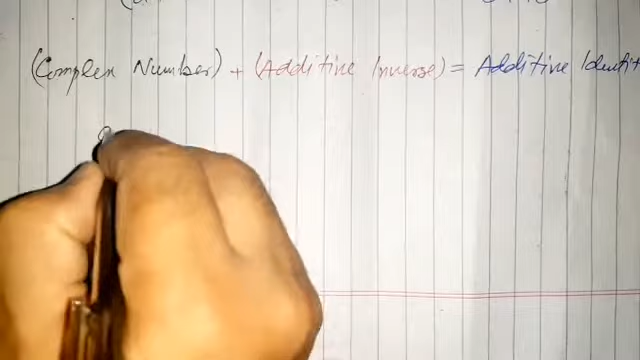 (Complex Number) + (Additive Inverse) = Additive Identit